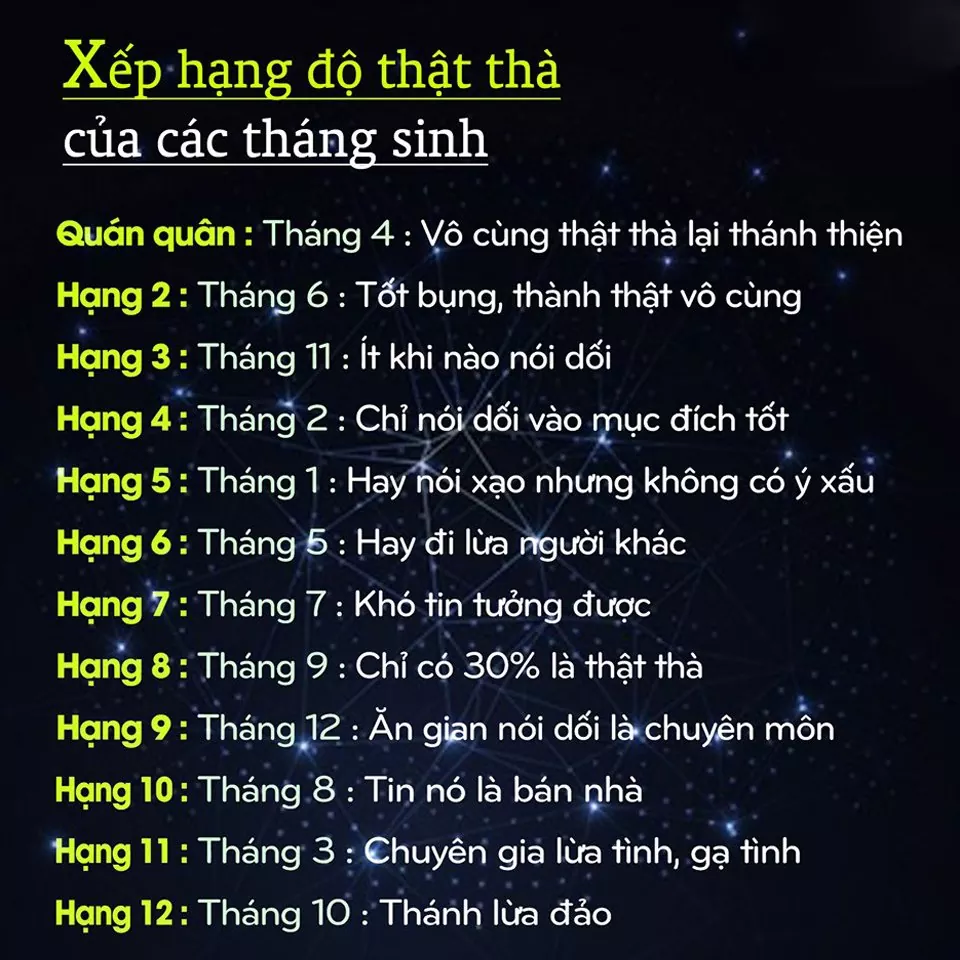 Xếp hạng độ thật thà
của các tháng sinh
Quán quân : Tháng 4 : Vô cùng thật thà lại thánh thiện
Hạng 2 : Tháng 6 : Tốt bụng, thành thật vô cùng
Hạng 3 : Tháng 11 : Ít khi nào nói dối
Hạng 4 : Tháng 2 : Chỉ nói dối vào mục đích tốt
Hạng 5 : Tháng 1 : Hay nói xạo nhưng không có ý xấu
Hạng 6 : Tháng 5 : Hay đi lừa người khác
Hạng 7 : Tháng 7 : Khó tin tưởng được
Hạng 8 : Tháng 9 : Chỉ có 30% là thật thà
Hạng 9 : Tháng 12 : Ăn gian nói dối là chuyên môn
Hạng 10 : Tháng 8 : Tin nó là bán nhà
Hạng 11 : Tháng 3 : Chuyên gia lừa tình, gạ tình
Hạng 12 : Tháng 10 : Thánh lừa đảo